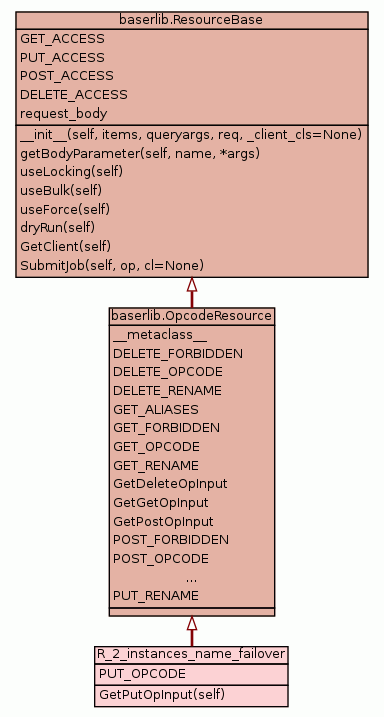 baserlib.ResourceBase
GET_ACCESS
PUT_ACCESS
POST_ACCESS
DELETE_ACCESS
request_body
__init__(self, items, queryargs, req, _client_cls=None)
getBodyParameter(self, name, *args)
useLocking(self)
useBulk(self)
useForce(self)
dryRun(self)
GetClient(self)
SubmitJob(self, op, cl=None)
baserlib.OpcodeResource
__metaclass__
DELETE_FORBIDDEN
DELETE_OPCODE
DELETE_RENAME
GET_ALIASES
GET_FORBIDDEN
GET_OPCODE
GET_RENAME
GetDeleteOpInput
GetGetOpInput
GetPostOpInput
POST_FORBIDDEN
POST_OPCODE
...
PUT_RENAME
R_2_instances_name_failover
PUT_OPCODE
GetPutOpInput(self)